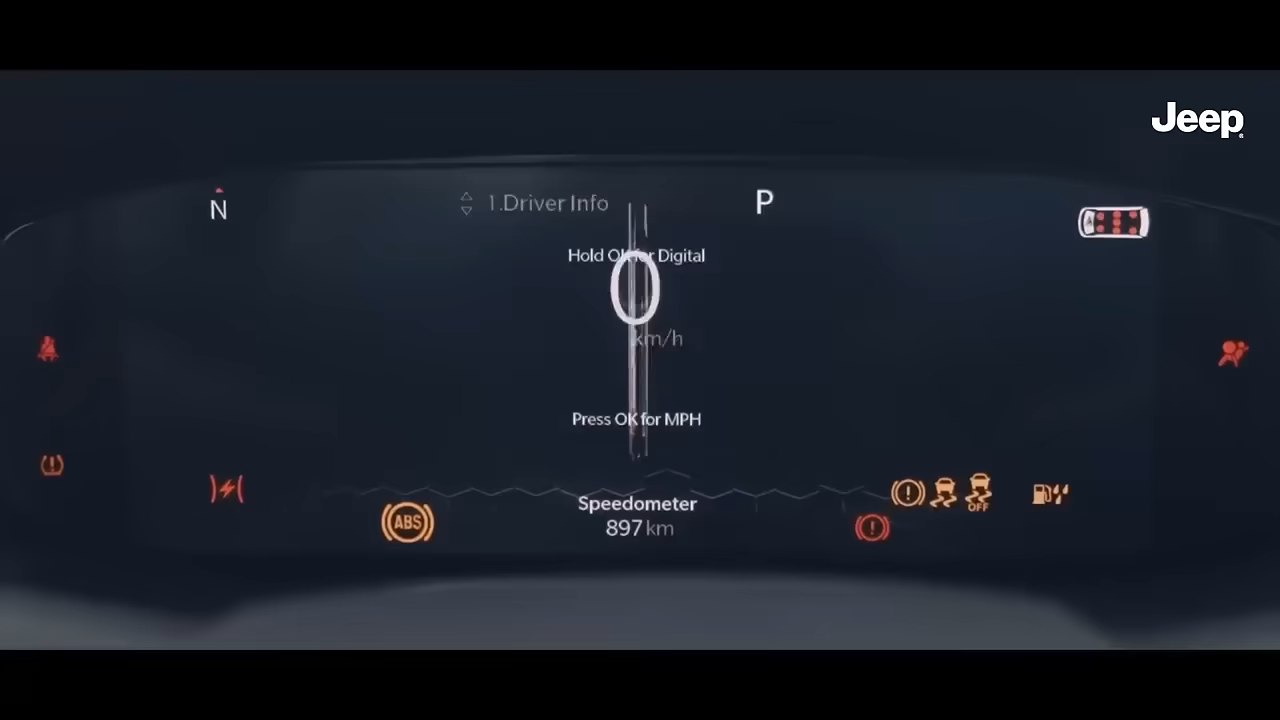 Jeep
N
1.Driver Info
P
Hold OK for Digital
0
km/h
Press OK for MPH
ABS
Speedometer
897 km
OFF